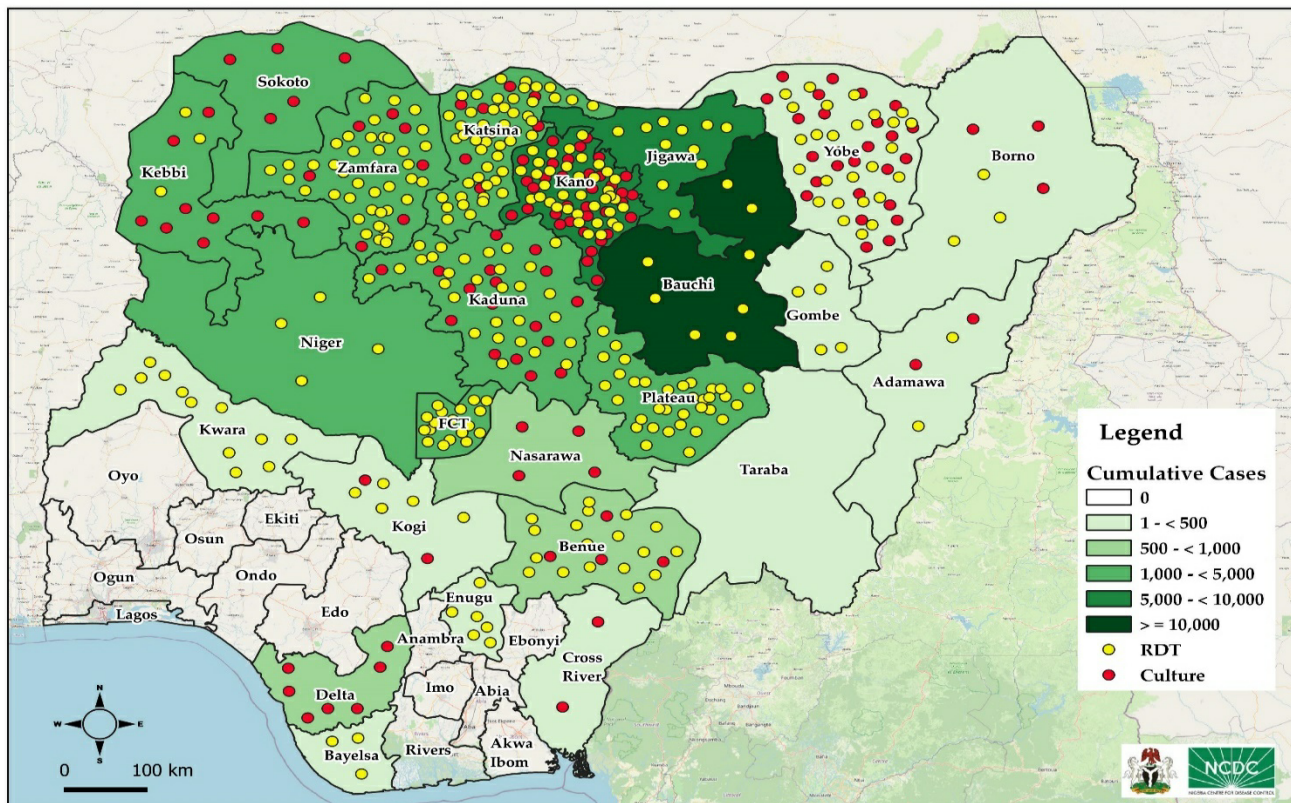 Sokoto
Kebbi
Zamfara
Katsina
Kano
Jigawa
Yobe
Borno
Bauchi
Gombe
Adamawa
Kaduna
Niger
Plateau
FCT
Nasarawa
Taraba
Kwara
Kogi
Benue
Oyo
Ekiti
Osun
Ogun
Ondo
Lagos
Edo
Enugu
Anambra
Ebonyi
Cross
River
Delta
Imo
Abia
Bayelsa
Rivers
Akwa
Ibom
N
W
E
S
0 100 km
Legend
Cumulative Cases
0
1 - < 500
500 - < 1,000
1,000 - < 5,000
5,000 - < 10,000
> = 10,000
RDT
Culture
NCDC
NIGERIA CENTRE FOR DISEASE CONTROL